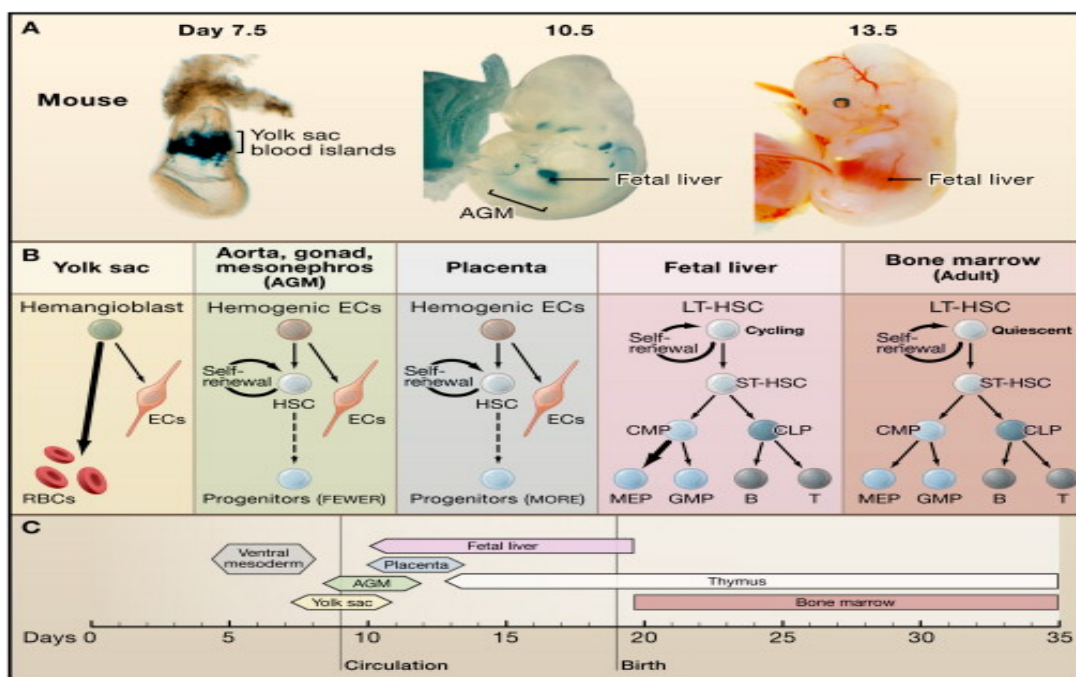 A
Day 7.5
10.5
13.5
Mouse
Yolk sac
blood islands
Fetal liver
AGM
Fetal liver
B
Yolk sac
Aorta, gonad,
mesonephros
(AGM)
Placenta
Fetal liver
Bone marrow
(Adult)
Hemangioblast
ECs
RBCs
Hemogenic ECs
Self-
renewal
HSC
ECs
Progenitors (FEWER)
Hemogenic ECs
Self-
renewal
HSC
ECs
Progenitors (MORE)
LT-HSC
Cycling
Self-
renewal
ST-HSC
CMP
CLP
MEP
GMP
B
T
LT-HSC
Quiescent
Self-
renewal
ST-HSC
CMP
CLP
MEP
GMP
B
T
C
Ventral
mesoderm
Fetal liver
Placenta
AGM
Thymus
Yolk sac
Bone marrow
Days 0 5 10 15 20 25 30 35
Circulation
Birth